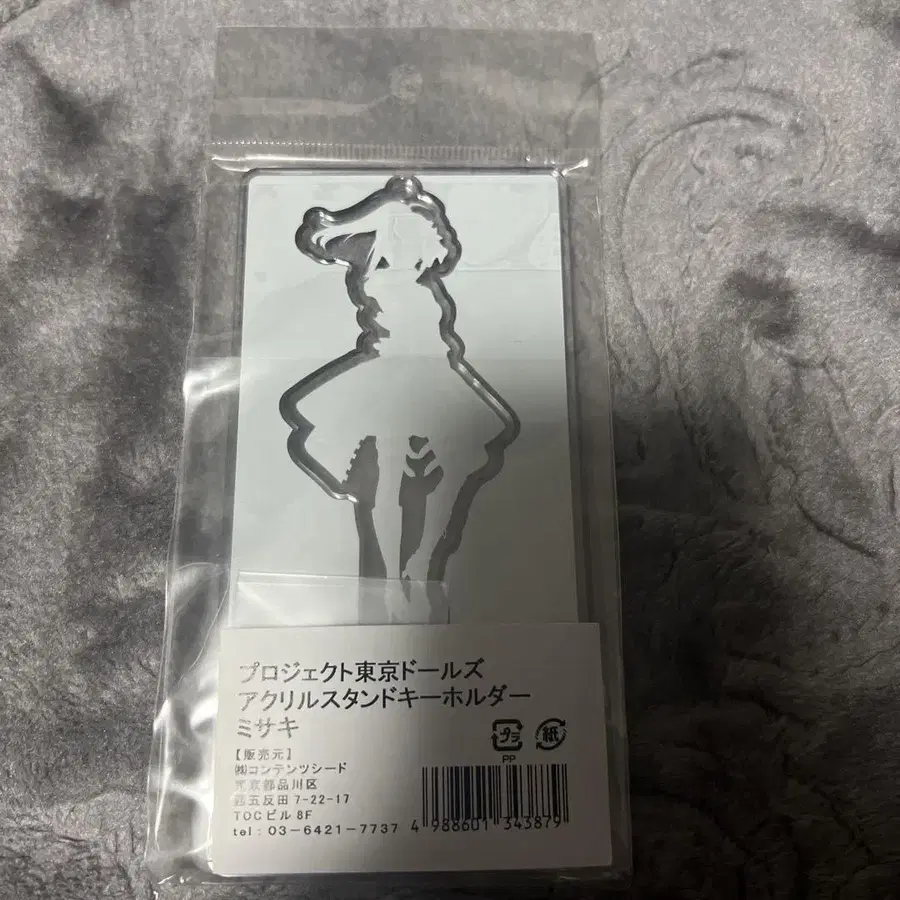 プロジェクト東京ドールズ
アクリルスタンドキーホルダー
ミサキ
プラ
紙
PP
【販売元】
㈱コンテンツシード
東京都品川区
西五反田 7-22-17
TOCビル 8F
tel: 03-6421-7737
4 988601 343879